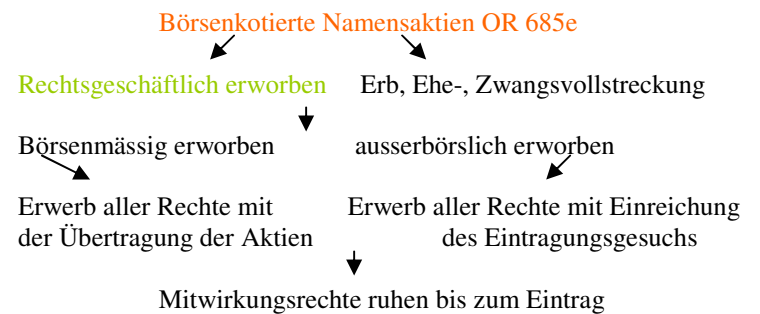 Börsenkotierte Namensaktien OR 685e
Rechtsgeschäftlich erworben Erb, Ehe-, Zwangsvollstreckung
Börsenmässig erworben ausserbörslich erworben
Erwerb aller Rechte mit Erwerb aller Rechte mit Einreichung
der Übertragung der Aktien des Eintragungsgesuchs
Mitwirkungsrechte ruhen bis zum Eintrag